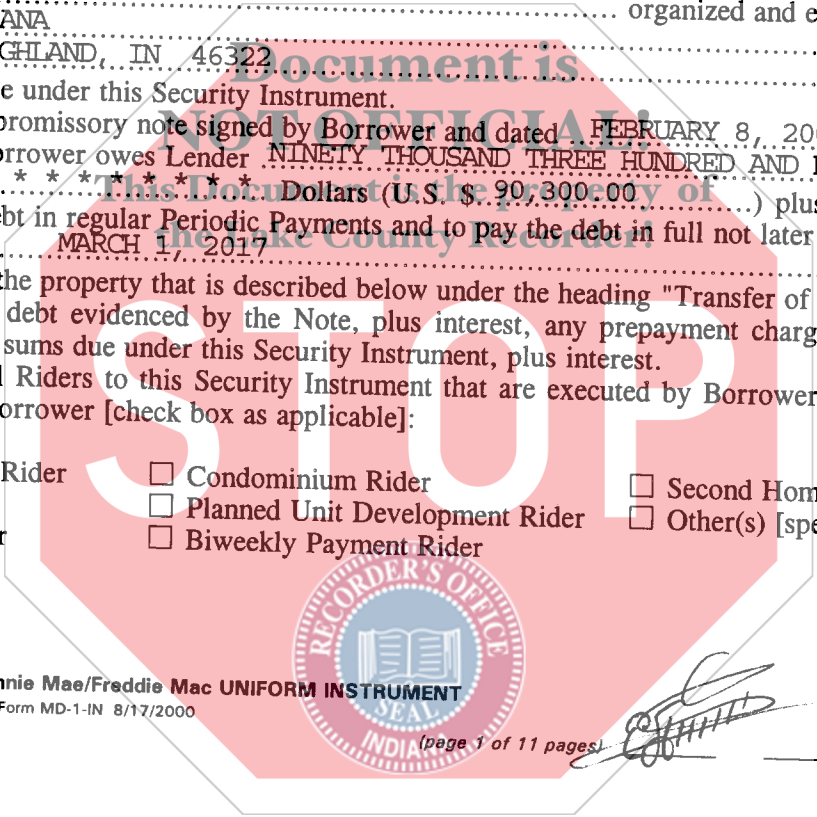 ANA organized and e
GHLAND, IN 46322
Document is
e under this Security Instrument.
NOT OFFICIAL!
promissory note signed by Borrower and dated FEBRUARY 8, 20
orrower owes Lender NINETY THOUSAND THREE HUNDRED AND
* * * * * * * * Dollars (U.S. $ 90,300.00 ) plus
This Document is the property of
ebt in regular Periodic Payments and to pay the debt in full not later
the Lake County Recorder!
MARCH 1, 2017
the property that is described below under the heading "Transfer of
debt evidenced by the Note, plus interest, any prepayment charg
sums due under this Security Instrument, plus interest.
l Riders to this Security Instrument that are executed by Borrower
orrower [check box as applicable]:
STOP
Rider ☐ Condominium Rider ☐ Second Hom
☐ Planned Unit Development Rider ☐ Other(s) [spe
r ☐ Biweekly Payment Rider
RECORDER'S OFFICE
nnie Mae/Freddie Mac UNIFORM INSTRUMENT
Form MD-1-IN 8/17/2000
SEAL
INDIANA
(page 1 of 11 pages)